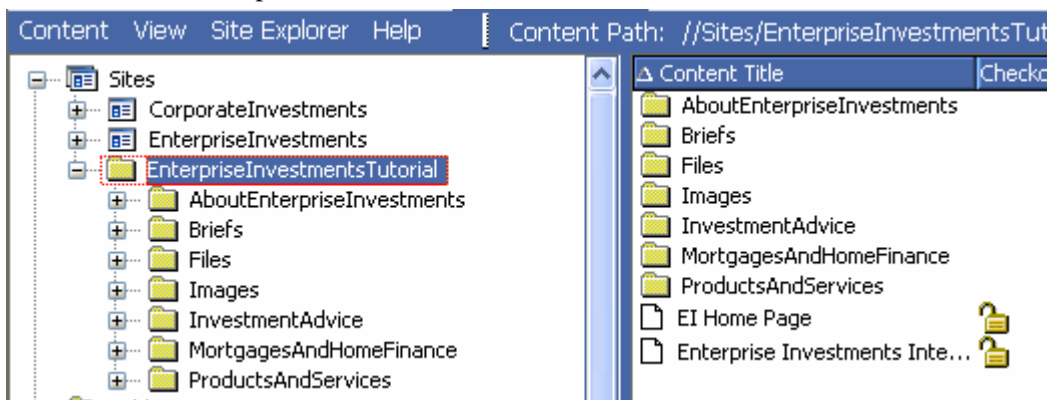 Content View Site Explorer Help Content Path: //Sites/EnterpriseInvestmentsTut
Sites
CorporateInvestments
EnterpriseInvestments
EnterpriseInvestmentsTutorial
AboutEnterpriseInvestments
Briefs
Files
Images
InvestmentAdvice
MortgagesAndHomeFinance
ProductsAndServices
Content Title Checko
AboutEnterpriseInvestments
Briefs
Files
Images
InvestmentAdvice
MortgagesAndHomeFinance
ProductsAndServices
EI Home Page
Enterprise Investments Inte...